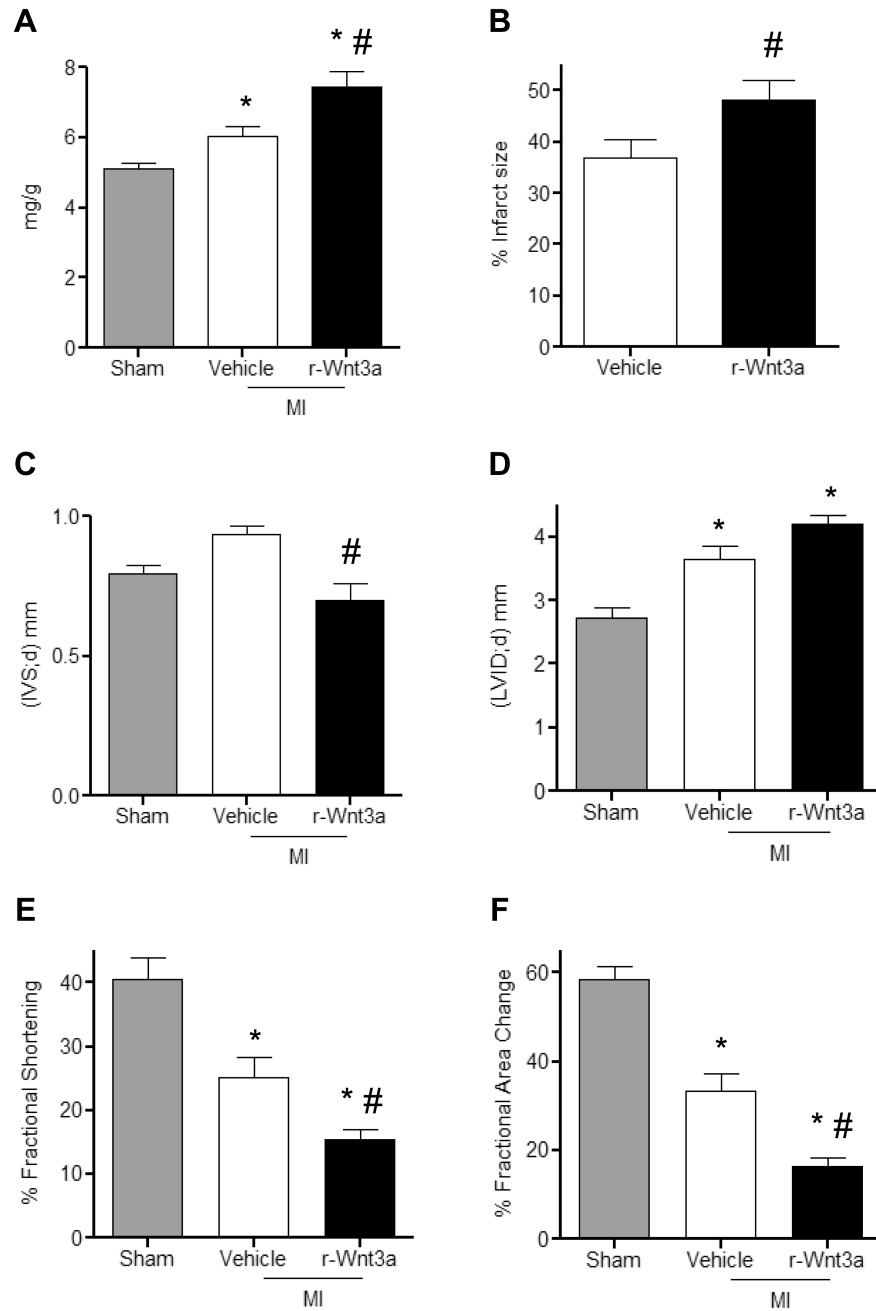 A
* #
*
8
6
4
2
0
mg/g
Sham Vehicle r-Wnt3a
MI
B
#
50
40
30
20
10
0
% Infarct size
Vehicle r-Wnt3a
C
#
1.0
0.5
0.0
(IVS;d) mm
Sham Vehicle r-Wnt3a
MI
D
*
*
4
3
2
1
0
(LVID;d) mm
Sham Vehicle r-Wnt3a
MI
E
*
* #
40
30
20
10
0
% Fractional Shortening
Sham Vehicle r-Wnt3a
MI
F
*
* #
60
40
20
0
% Fractional Area Change
Sham Vehicle r-Wnt3a
MI